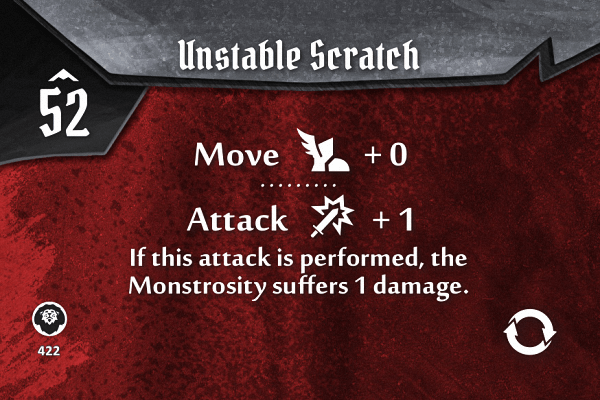 Unstable Scratch
52
Move + 0
Attack + 1
If this attack is performed, the
Monstrosity suffers 1 damage.
422